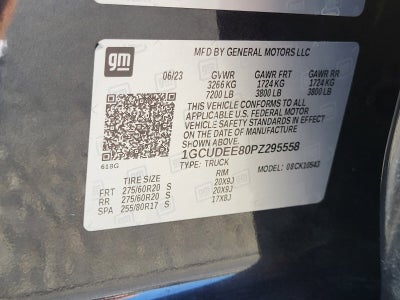 gm
MFD BY GENERAL MOTORS LLC
06/23 GVWR GAWR FRT GAWR RR
3266 KG 1724 KG 1724 KG
7200 LB 3800 LB 3800 LB
THIS VEHICLE CONFORMS TO ALL
APPLICABLE U.S. FEDERAL MOTOR
VEHICLE SAFETY STANDARDS IN EFFECT
ON THE DATE OF MANUFACTURE SHOWN ABOVE.
1GCUDEE80PZ295558
618G
TYPE: TRUCK MODEL: 08CK10543
TIRE SIZE RIM
FRT 275/60R20 S 20X9J
RR 275/60R20 S 20X9J
SPA 255/80R17 S 17X8J